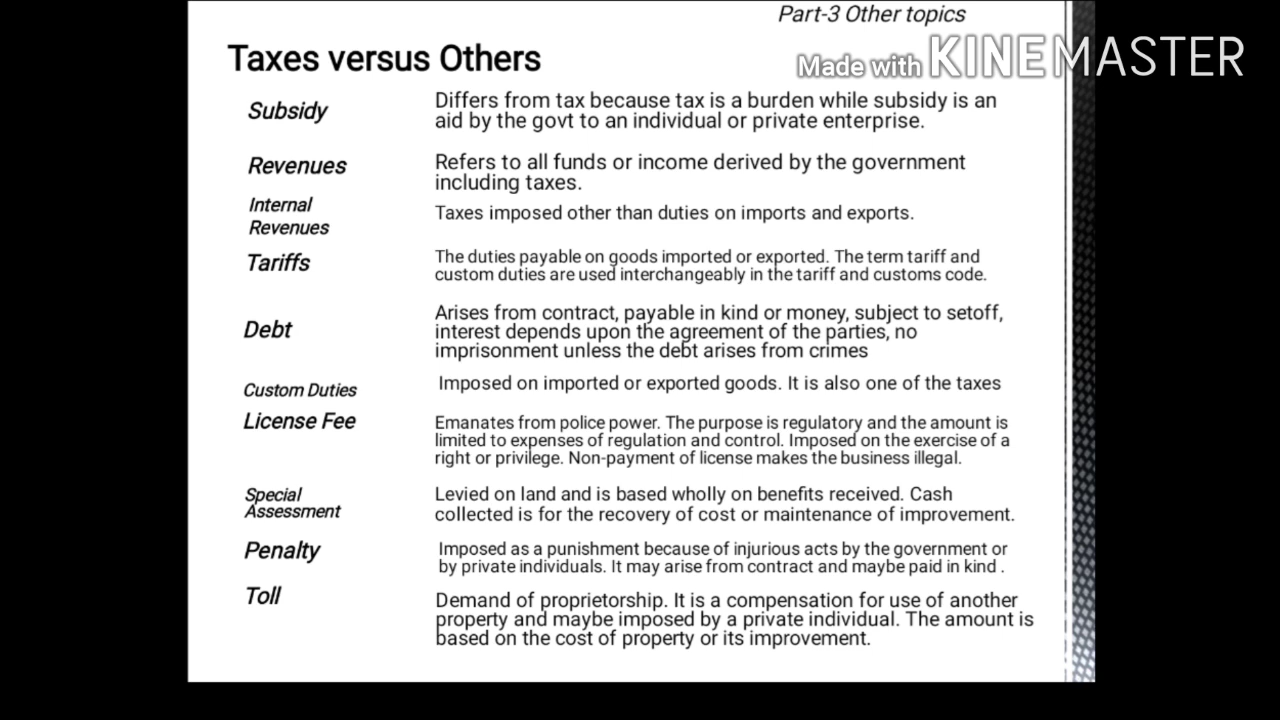 Part-3 Other topics
Made with KINEMASTER
Taxes versus Others
Subsidy
Differs from tax because tax is a burden while subsidy is an
aid by the govt to an individual or private enterprise.
Revenues
Refers to all funds or income derived by the government
including taxes.
Internal
Revenues
Taxes imposed other than duties on imports and exports.
Tariffs
The duties payable on goods imported or exported. The term tariff and
custom duties are used interchangeably in the tariff and customs code.
Debt
Arises from contract, payable in kind or money, subject to setoff,
interest depends upon the agreement of the parties, no
imprisonment unless the debt arises from crimes
Custom Duties
Imposed on imported or exported goods. It is also one of the taxes
License Fee
Emanates from police power. The purpose is regulatory and the amount is
limited to expenses of regulation and control. Imposed on the exercise of a
right or privilege. Non-payment of license makes the business illegal.
Special
Assessment
Levied on land and is based wholly on benefits received. Cash
collected is for the recovery of cost or maintenance of improvement.
Penalty
Imposed as a punishment because of injurious acts by the government or
by private individuals. It may arise from contract and maybe paid in kind .
Toll
Demand of proprietorship. It is a compensation for use of another
property and maybe imposed by a private individual. The amount is
based on the cost of property or its improvement.